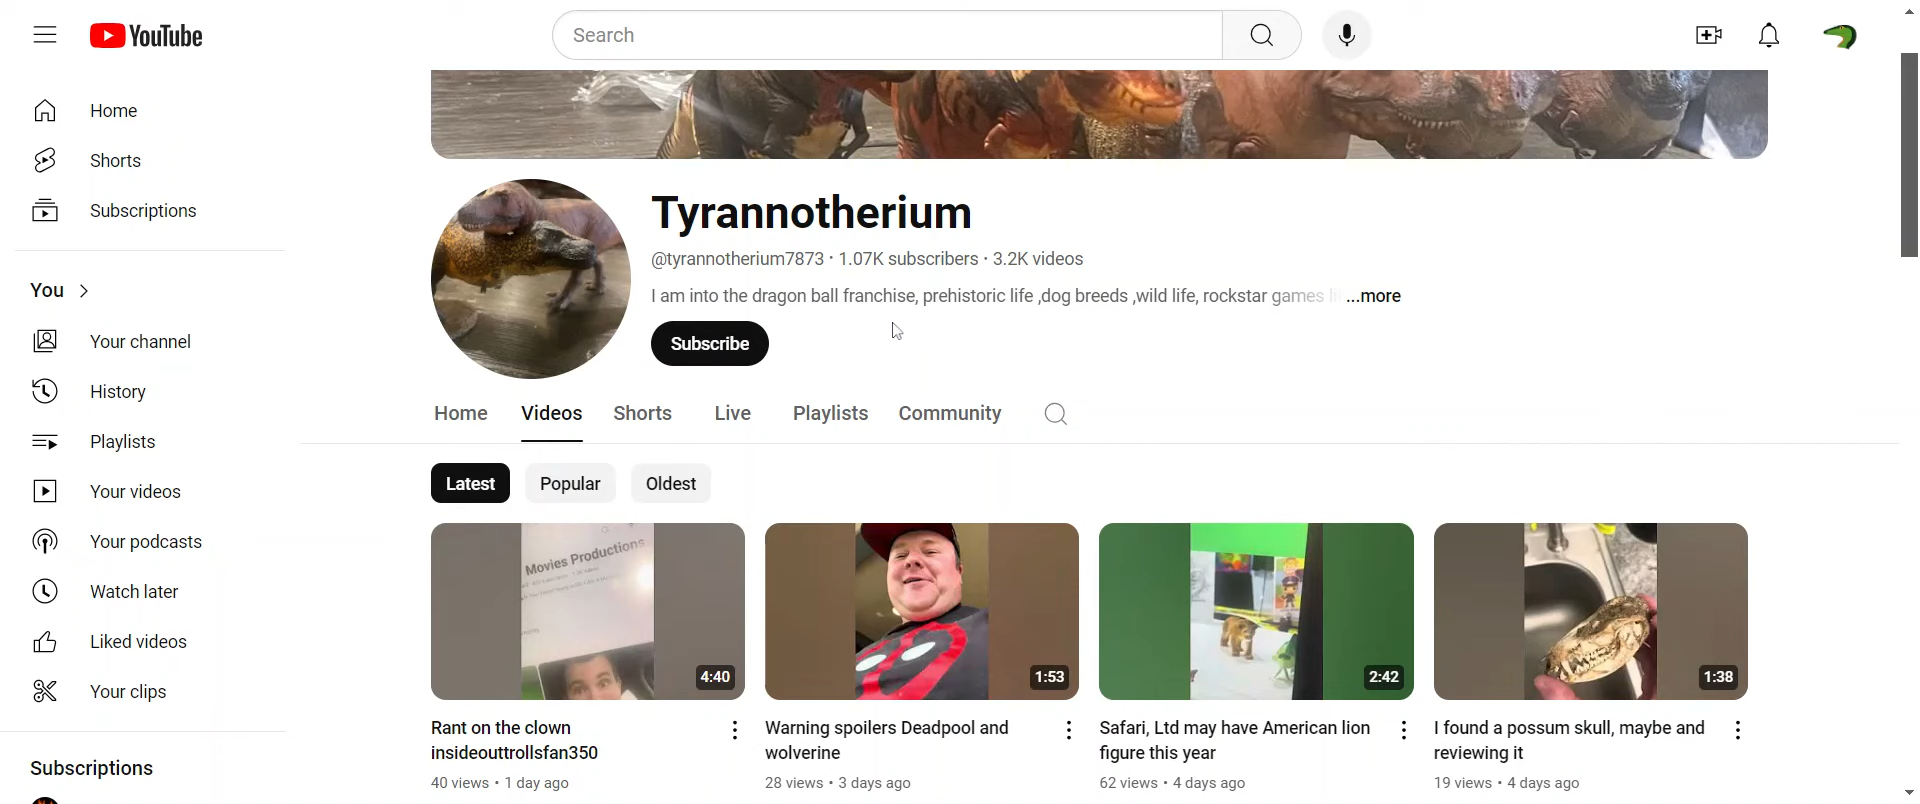 YouTube
Search
Home
Shorts
Subscriptions
You
Your channel
History
Playlists
Your videos
Your podcasts
Watch later
Liked videos
Your clips
Subscriptions
Tyrannotherium
@tyrannotherium7873 · 1.07K subscribers · 3.2K videos
I am into the dragon ball franchise, prehistoric life ,dog breeds ,wild life, rockstar games ...more
Subscribe
Home Videos Shorts Live Playlists Community
Latest Popular Oldest
Movies Productions
4:40
Rant on the clown
insideouttrollsfan350
40 views • 1 day ago
1:53
Warning spoilers Deadpool and
wolverine
28 views • 3 days ago
2:42
Safari, Ltd may have American lion
figure this year
62 views • 4 days ago
1:38
I found a possum skull, maybe and
reviewing it
19 views • 4 days ago